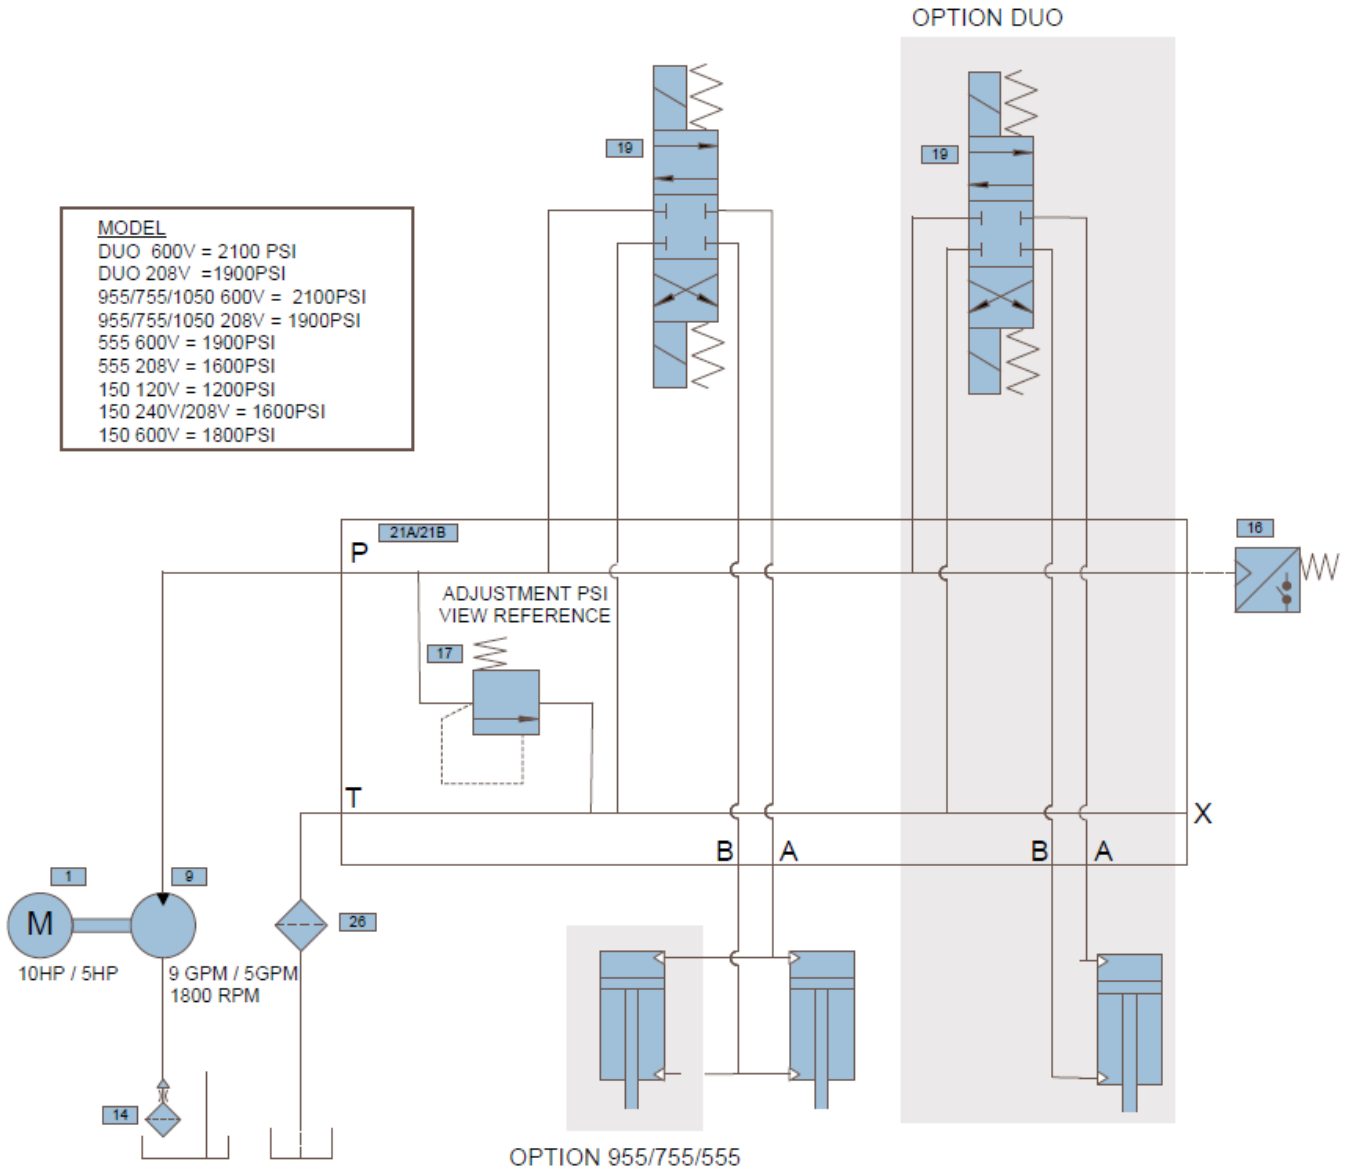 OPTION DUO
19
19
MODEL
DUO 600V = 2100 PSI
DUO 208V =1900PSI
955/755/1050 600V = 2100PSI
955/755/1050 208V = 1900PSI
555 600V = 1900PSI
555 208V = 1600PSI
150 120V = 1200PSI
150 240V/208V = 1600PSI
150 600V = 1800PSI
21A/21B
16
P
ADJUSTMENT PSI
VIEW REFERENCE
17
T
X
B A
B A
1
9
M
26
10HP / 5HP
9 GPM / 5GPM
1800 RPM
14
OPTION 955/755/555